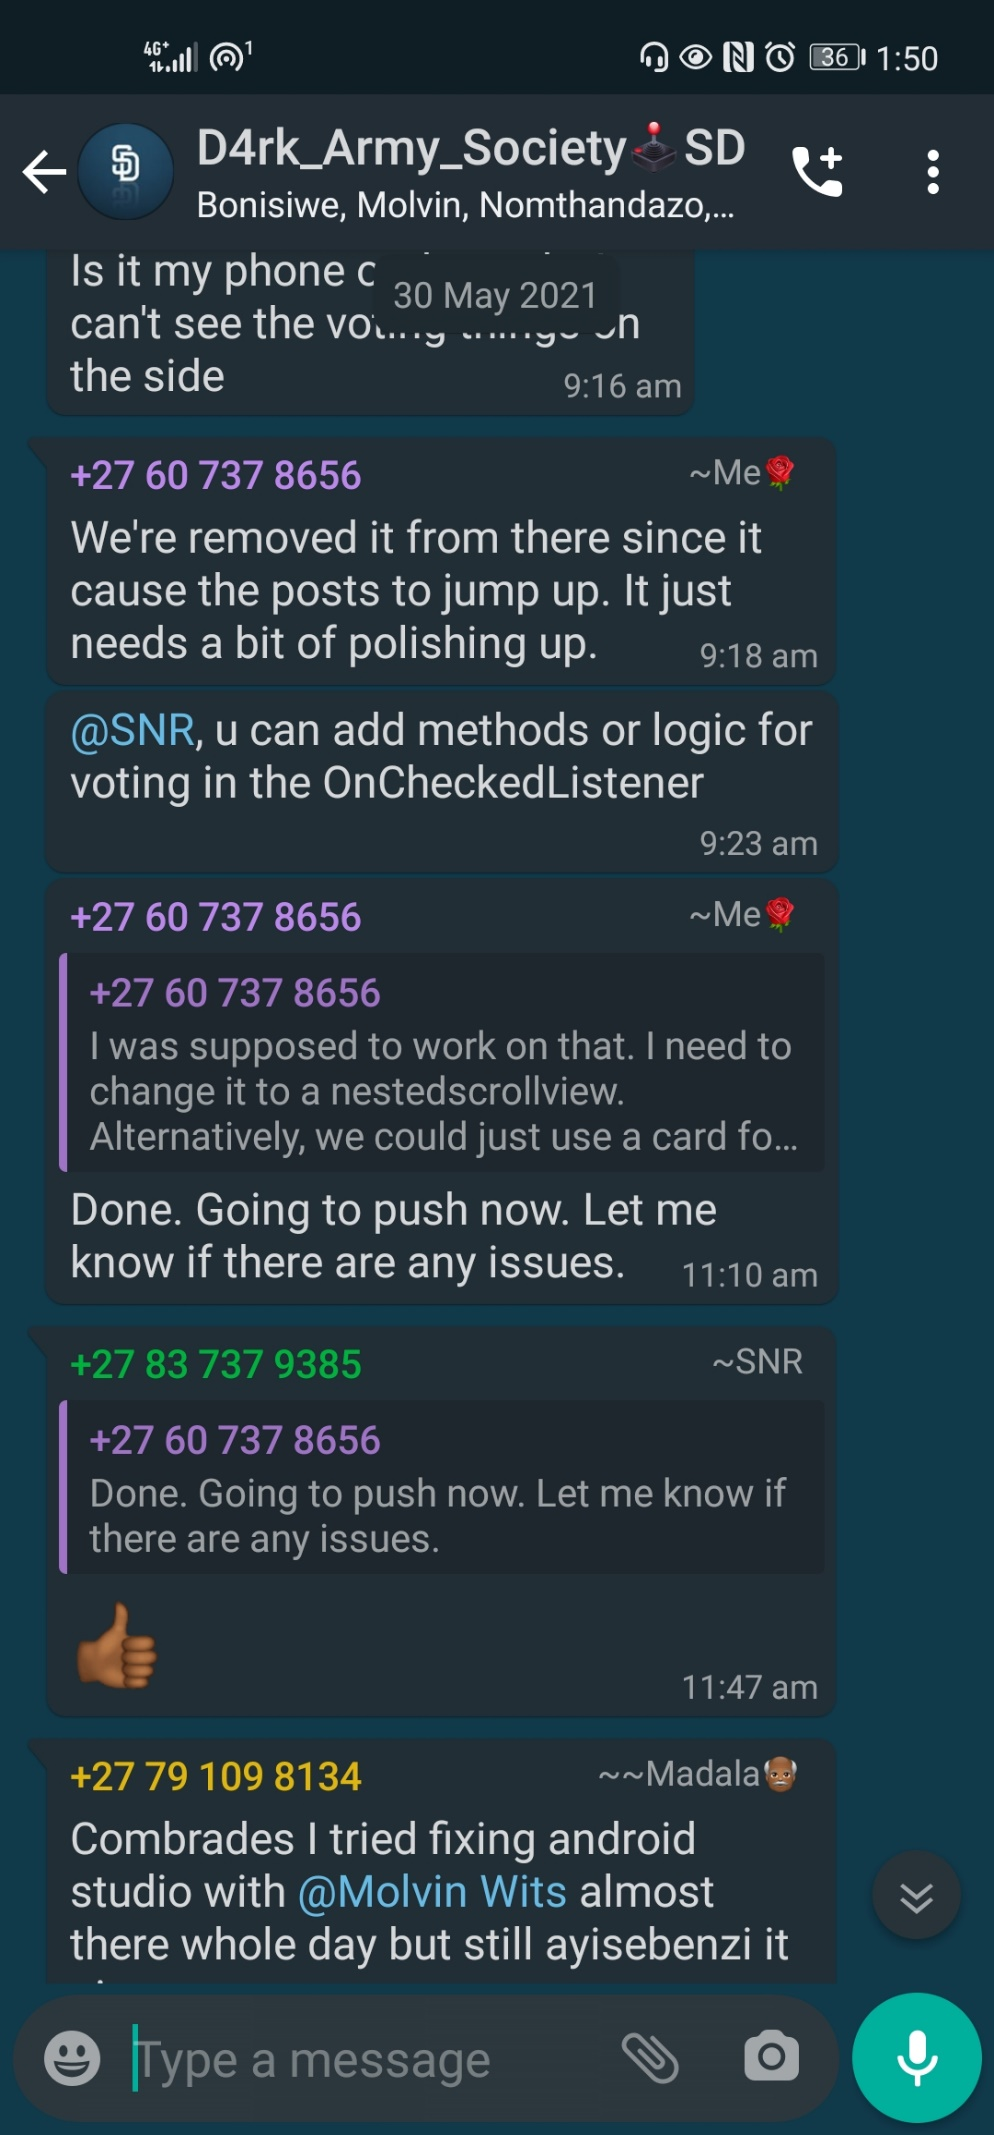 4G+
1
36
1:50
D4rk_Army_Society🕹️SD
Bonisiwe, Molvin, Nomthandazo,...
Is it my phone
30 May 2021
can't see the voting things on
the side
9:16 am
+27 60 737 8656
~Me🌹
We're removed it from there since it
cause the posts to jump up. It just
needs a bit of polishing up.
9:18 am
@SNR, u can add methods or logic for
voting in the OnCheckedListener
9:23 am
+27 60 737 8656
~Me🌹
+27 60 737 8656
I was supposed to work on that. I need to
change it to a nestedscrollview.
Alternatively, we could just use a card fo...
Done. Going to push now. Let me
know if there are any issues.
11:10 am
+27 83 737 9385
~SNR
+27 60 737 8656
Done. Going to push now. Let me know if
there are any issues.
👍🏾
11:47 am
+27 79 109 8134
~~Madala👴🏾
Combrades I tried fixing android
studio with @Molvin Wits almost
there whole day but still ayisebenzi it
Type a message